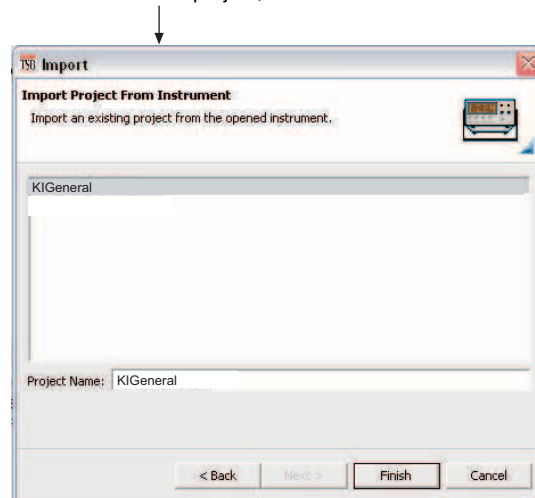 TSB Import
Import Project From Instrument
Import an existing project from the opened instrument.
KIGeneral
Project Name: KIGeneral
< Back Next > Finish Cancel